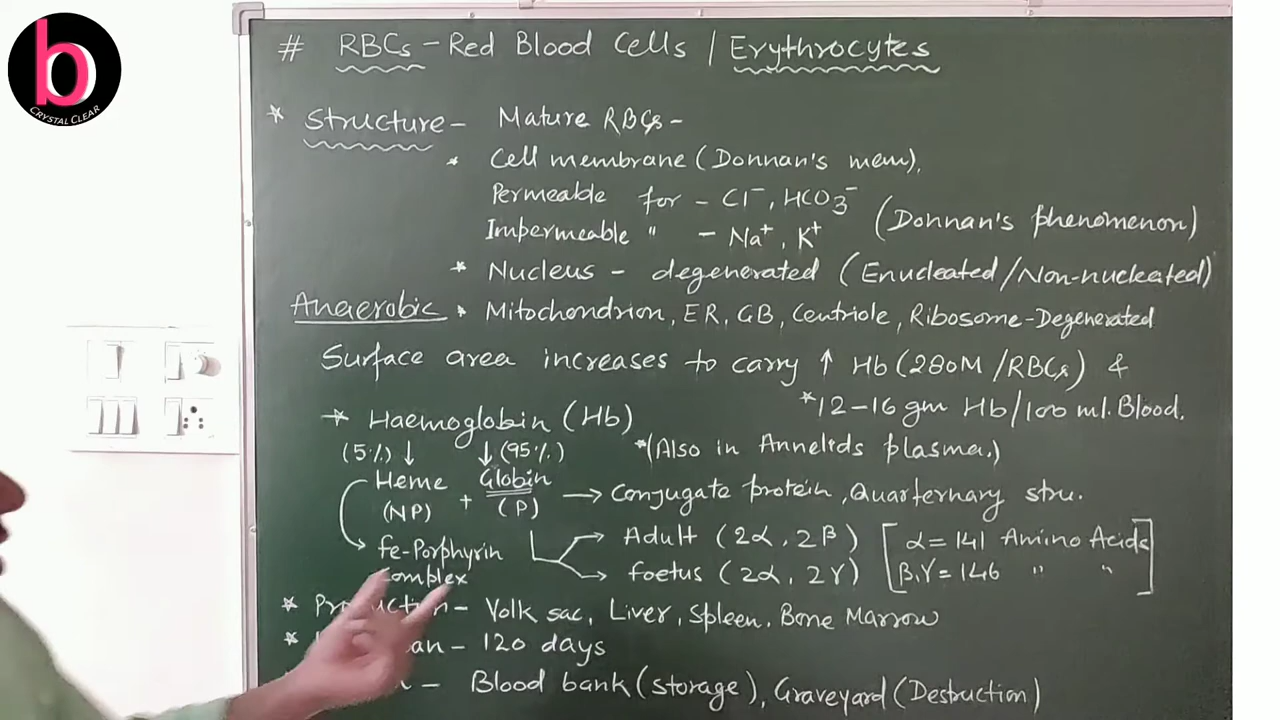 b
CRYSTAL CLEAR
# RBCs - Red Blood Cells / Erythrocytes
* Structure - Mature RBCs -
* Cell membrane (Donnan's mem),
Permeable for - Cl⁻, HCO₃⁻
(Donnan's phenomenon)
Impermeable " - Na⁺, K⁺
* Nucleus - degenerated (Enucleated/Non-nucleated)
Anaerobic * Mitochondrion, ER, GB, Centriole, Ribosome-Degenerated
Surface area increases to carry ↑ Hb (280M/RBCs) &
*12-16 gm Hb/100 ml. Blood.
* Haemoglobin (Hb)
(5%) ↓ ↓ (95%) *(Also in Annelids plasma.)
Heme + Globin → Conjugate protein, Quarternary stru.
(NP) (P)
Fe-Porphyrin Complex
Adult (2α, 2β) [α = 141 Amino Acids
foetus (2α, 2γ) β,γ = 146 " "]
* Production - Yolk sac, Liver, Spleen, Bone Marrow
* an - 120 days
- Blood bank (storage), Graveyard (Destruction)